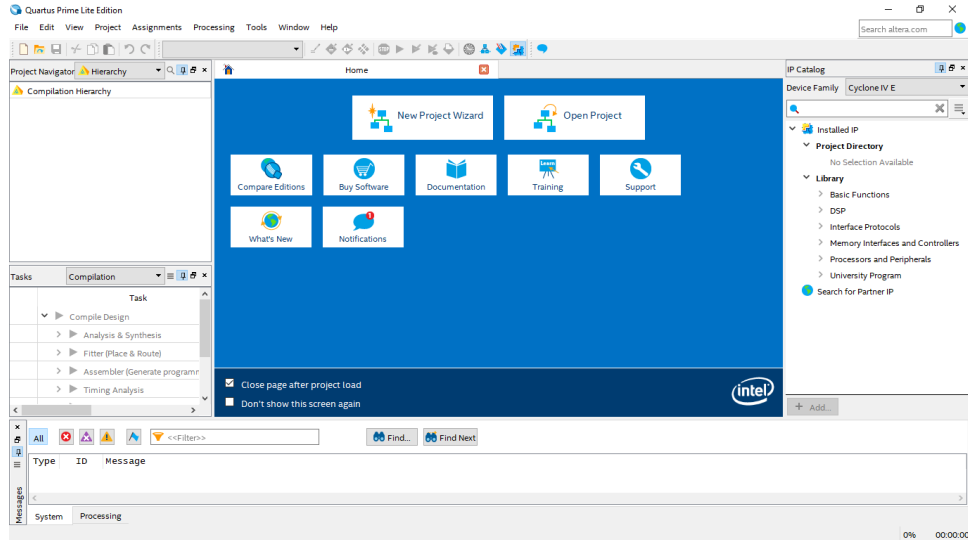 Quartus Prime Lite Edition
File Edit View Project Assignments Processing Tools Window Help
Search altera.com
Project Navigator Hierarchy
Compilation Hierarchy
Tasks Compilation
Task
Compile Design
Analysis & Synthesis
Fitter (Place & Route)
Assembler (Generate programm
Timing Analysis
Home
New Project Wizard
Open Project
Compare Editions
Buy Software
Documentation
Learn
Training
Support
What's New
1
Notifications
Close page after project load
Don't show this screen again
intel
IP Catalog
Device Family Cyclone IV E
Installed IP
Project Directory
No Selection Available
Library
Basic Functions
DSP
Interface Protocols
Memory Interfaces and Controllers
Processors and Peripherals
University Program
Search for Partner IP
+ Add...
All <<Filter>> Find... Find Next
Type ID Message
Messages
System Processing
0% 00:00:00